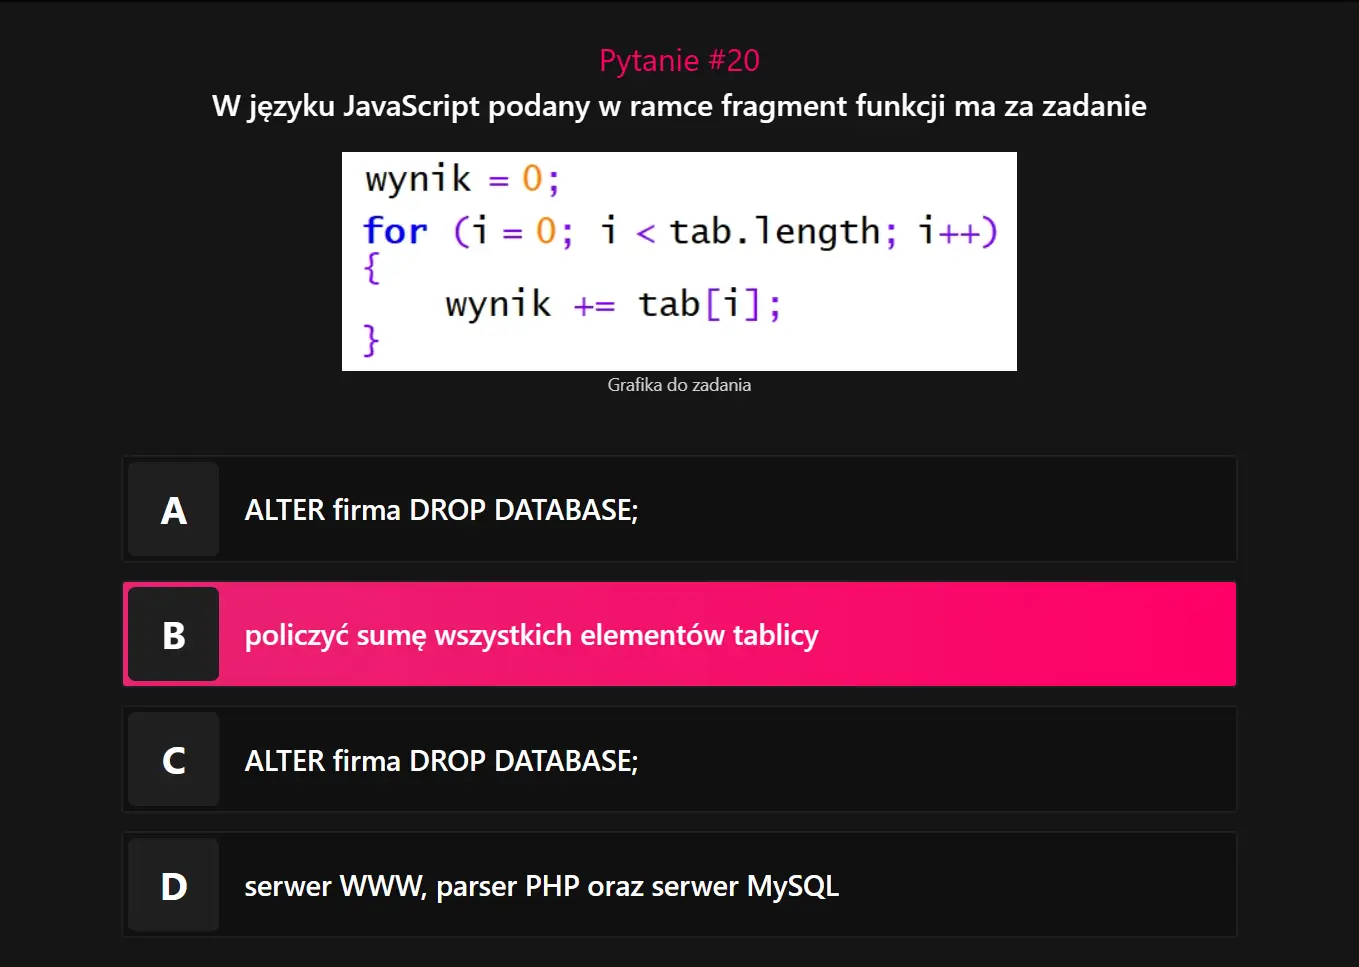 Pytanie #20
W języku JavaScript podany w ramce fragment funkcji ma za zadanie
wynik = 0;
for (i = 0; i < tab.length; i++)
{
wynik += tab[i];
}
Grafika do zadania
A
ALTER firma DROP DATABASE;
B
policzyć sumę wszystkich elementów tablicy
C
ALTER firma DROP DATABASE;
D
serwer WWW, parser PHP oraz serwer MySQL